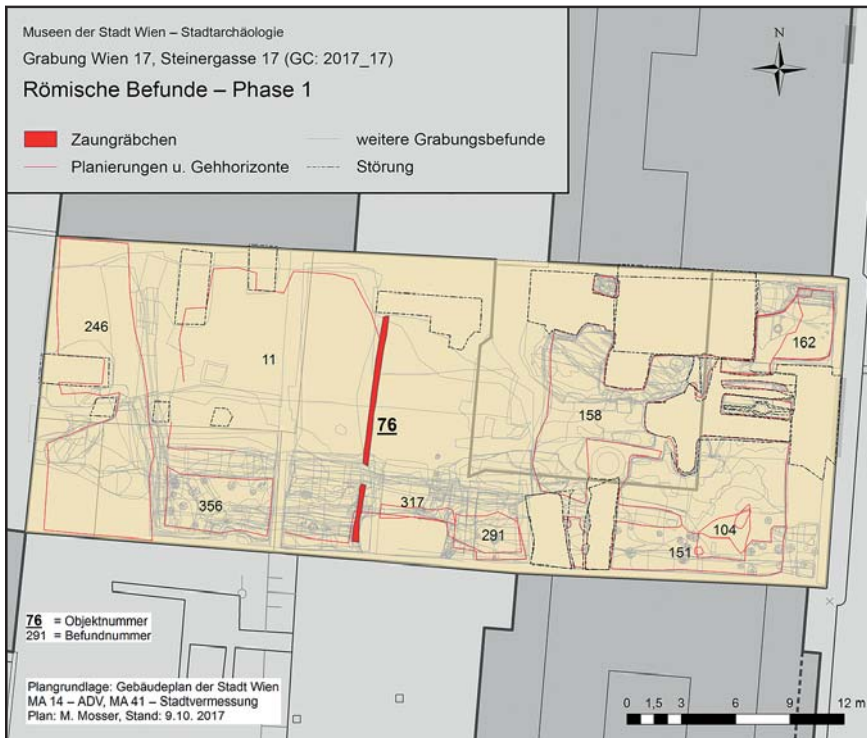 Museen der Stadt Wien – Stadtarchäologie
Grabung Wien 17, Steinergasse 17 (GC: 2017_17)
Römische Befunde – Phase 1
Zaungräbchen
weitere Grabungsbefunde
Planierungen u. Gehhorizonte
Störung
N
246
11
162
158
76
356
317
291
104
151
76 = Objektnummer
291 = Befundnummer
Plangrundlage: Gebäudeplan der Stadt Wien
MA 14 – ADV, MA 41 – Stadtvermessung
Plan: M. Mosser, Stand: 9.10. 2017
0 1,5 3 6 9 12 m